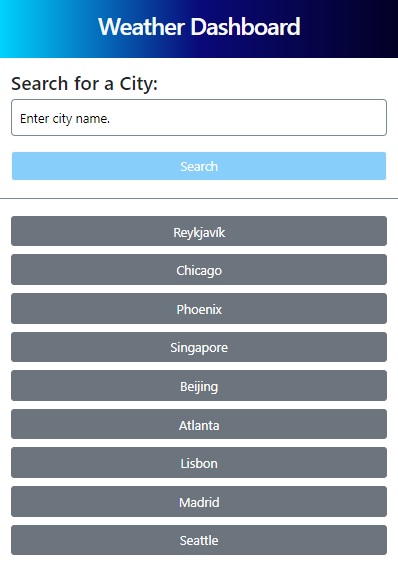 Weather Dashboard
Search for a City:
Enter city name.
Search
Reykjavík
Chicago
Phoenix
Singapore
Beijing
Atlanta
Lisbon
Madrid
Seattle